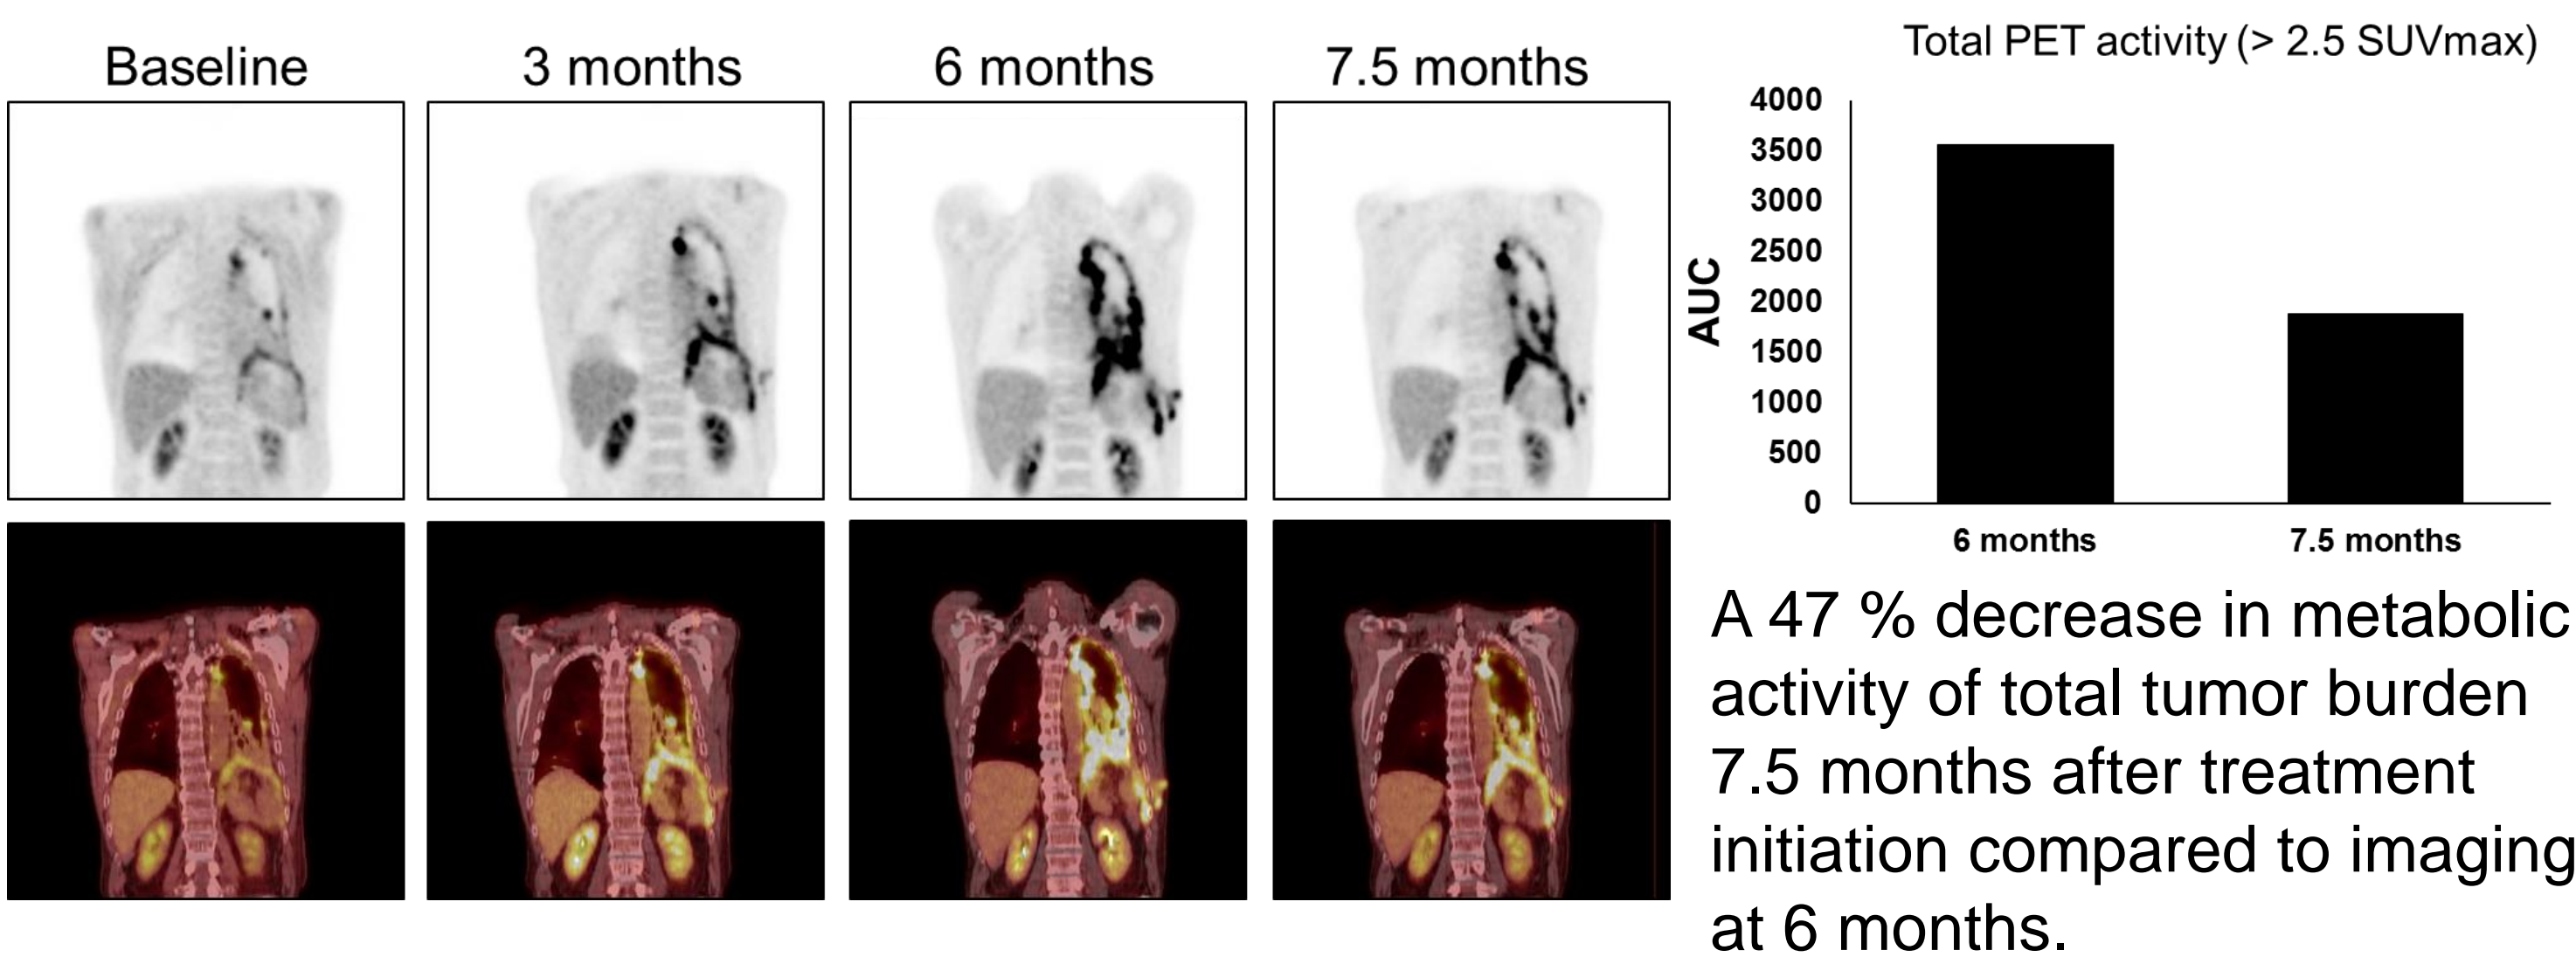 Baseline
3 months
6 months
7.5 months
Total PET activity (> 2.5 SUVmax)
AUC
4000
3500
3000
2500
2000
1500
1000
500
0
6 months
7.5 months
A 47 % decrease in metabolic
activity of total tumor burden
7.5 months after treatment
initiation compared to imaging
at 6 months.